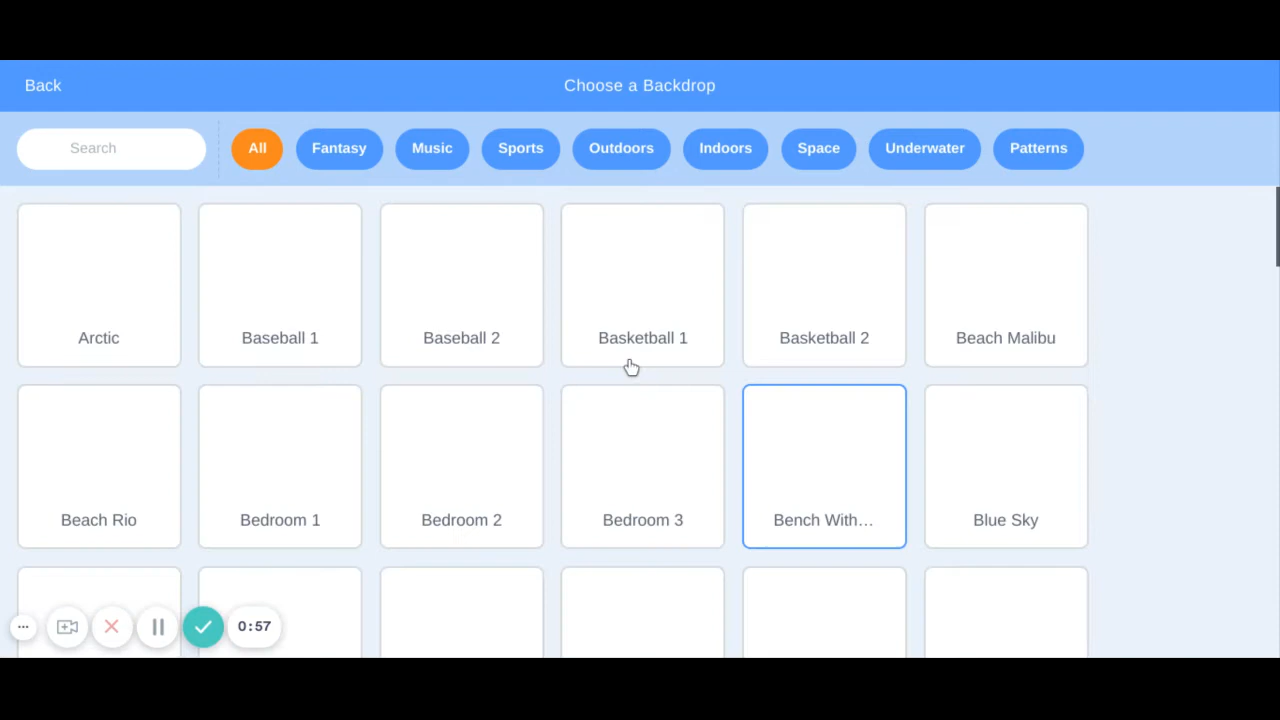 Back
Choose a Backdrop
Search
All
Fantasy
Music
Sports
Outdoors
Indoors
Space
Underwater
Patterns
Arctic
Baseball 1
Baseball 2
Basketball 1
Basketball 2
Beach Malibu
Beach Rio
Bedroom 1
Bedroom 2
Bedroom 3
Bench With...
Blue Sky
0:57